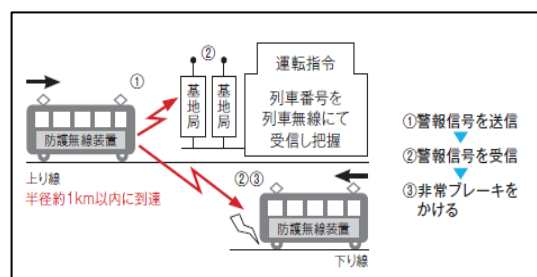 ①
②
基地局
基地局
運転指令
列車番号を
列車無線にて
受信し把握
防護無線装置
上り線
半径約1km以内に到達
②③
防護無線装置
下り線
①警報信号を送信
②警報信号を受信
③非常ブレーキを
かける